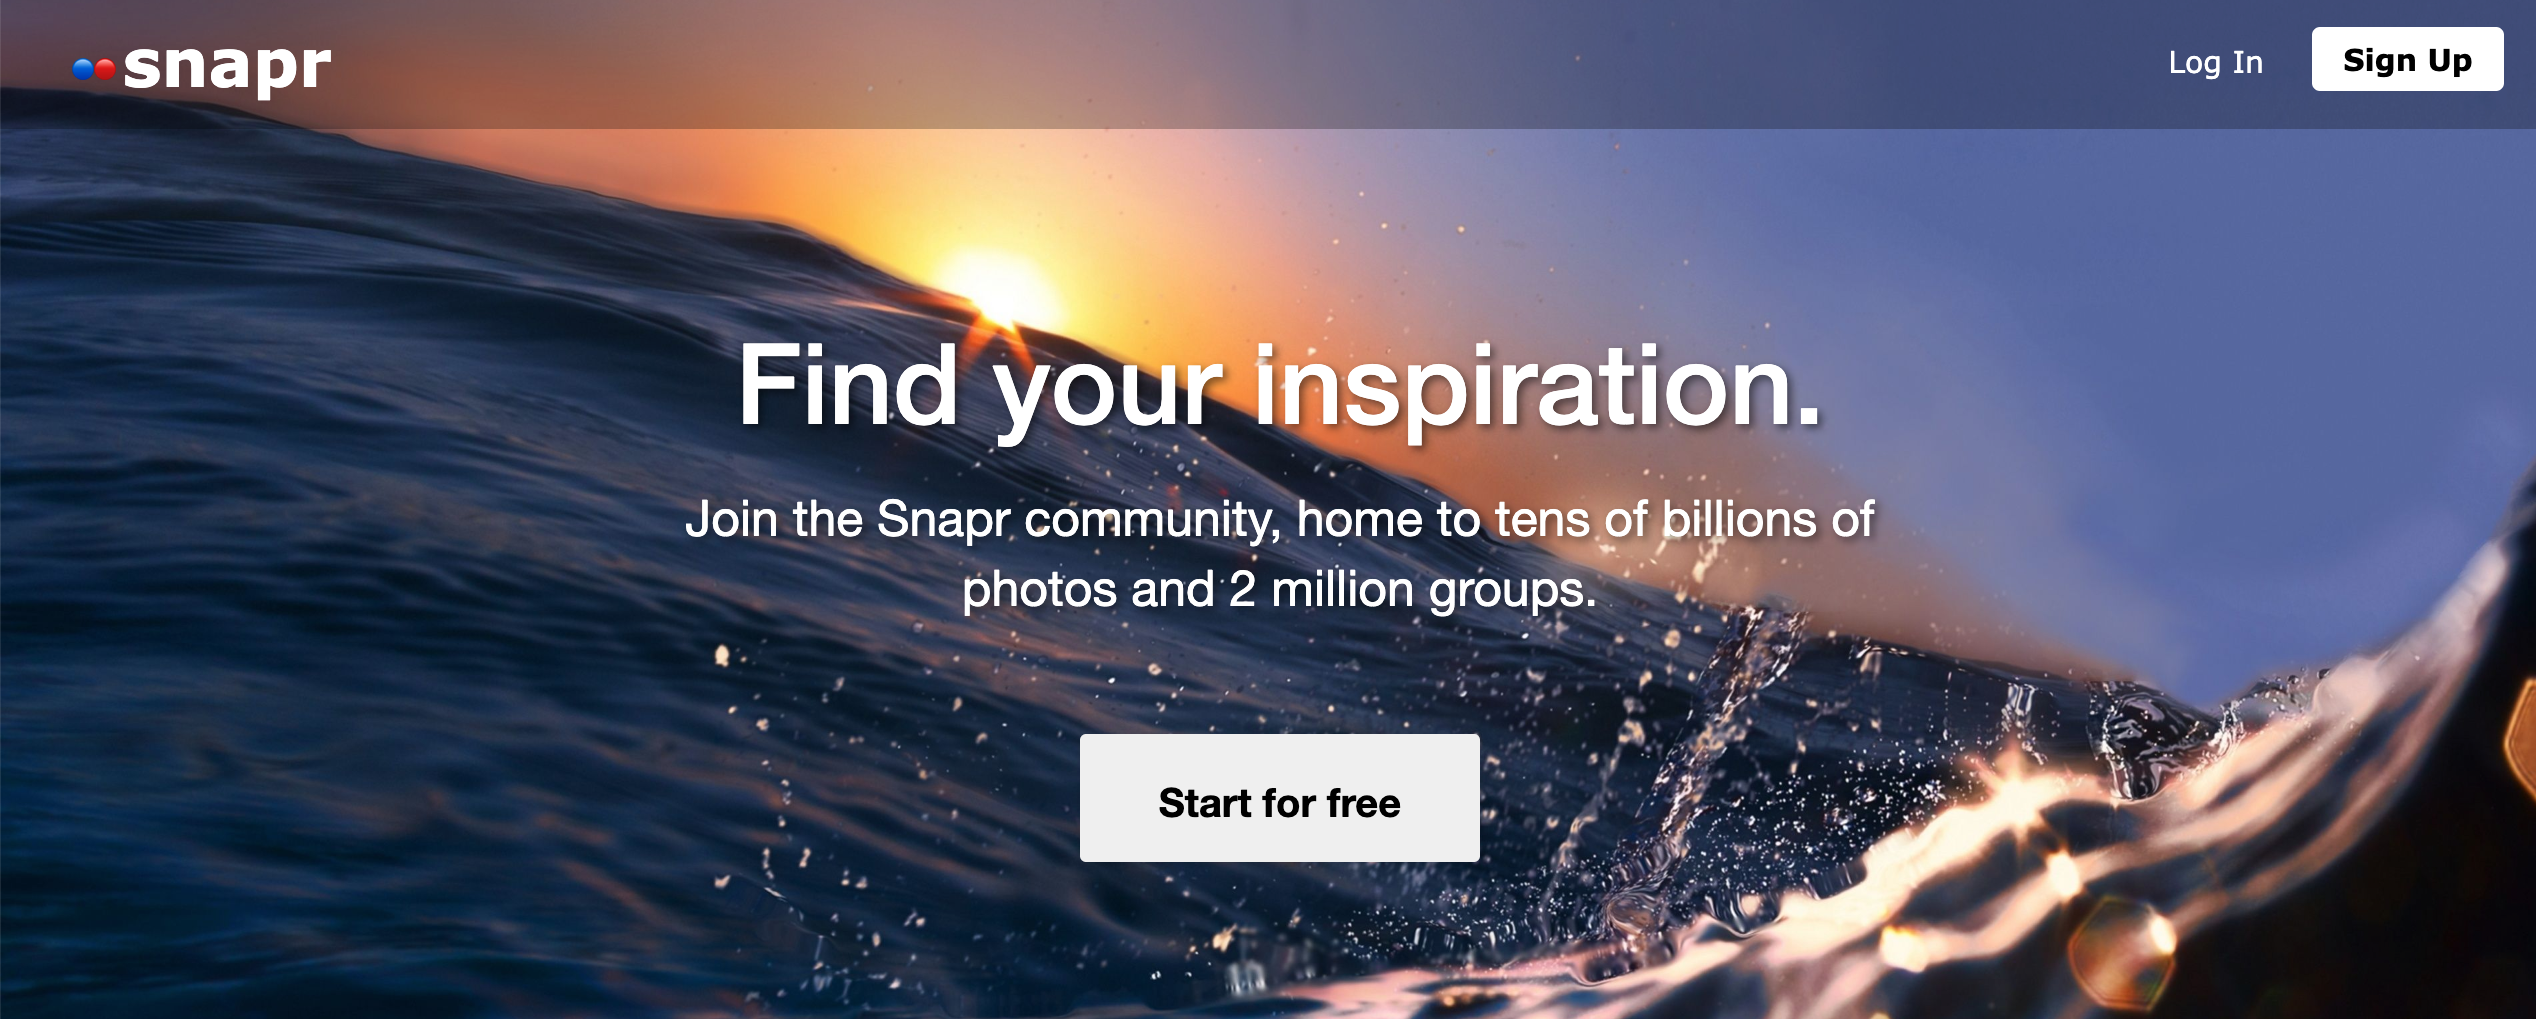 snapr
Log In
Sign Up
Find your inspiration.
Join the Snapr community, home to tens of billions of
photos and 2 million groups.
Start for free